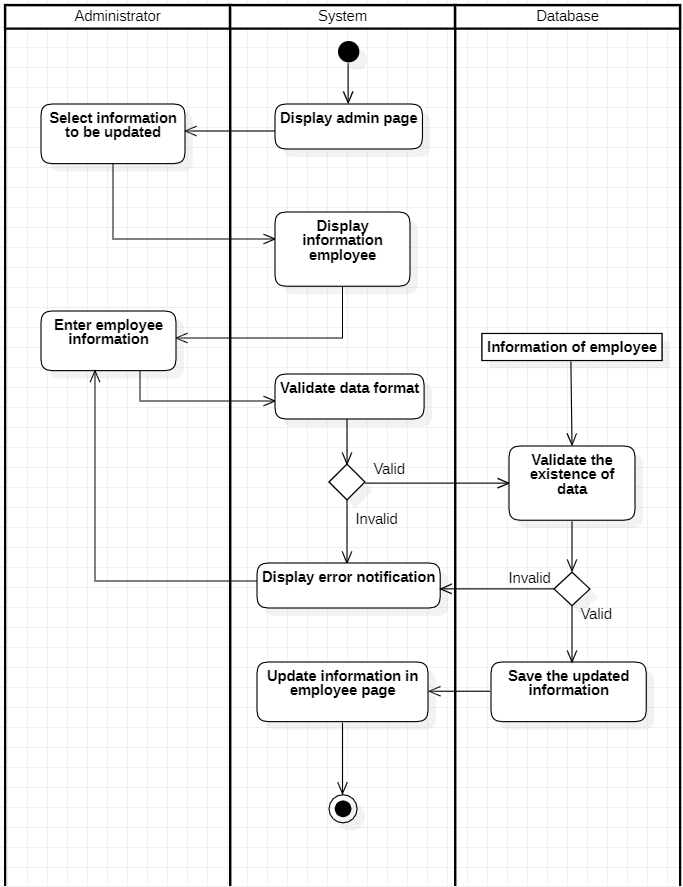 Administrator
System
Database
Select information
to be updated
Display admin page
Display
information
employee
Enter employee
information
Information of employee
Validate data format
Validate the
existence of
data
Valid
Invalid
Display error notification
Invalid
Valid
Update information in
employee page
Save the updated
information